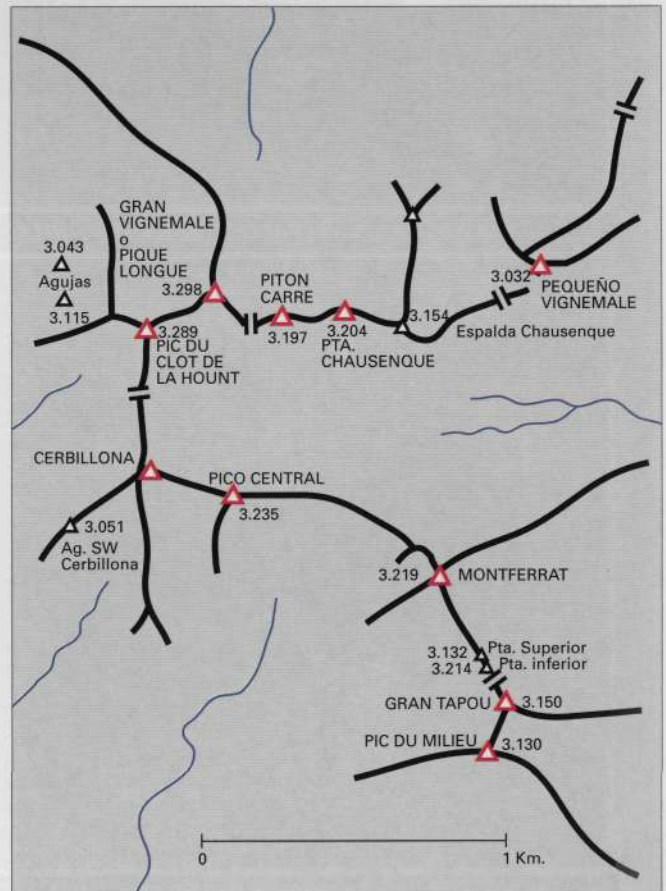 GRAN
VIGNEMALE
o
PIQUE
LONGUE
3.298
3.043
Agujas
3.115
3.289
PIC DU
CLOT DE
LA HOUNT
PITON
CARRE
3.197
3.204
PTA.
CHAUSENQUE
3.154
Espalda Chausenque
3.032
PEQUEÑO
VIGNEMALE
CERBILLONA
PICO CENTRAL
3.235
3.051
Ag. SW
Cerbillona
3.219
MONTFERRAT
3.132 Pta. Superior
3.214 Pta. inferior
GRAN TAPOU 3.150
PIC DU MILIEU 3.130
0 1 Km.